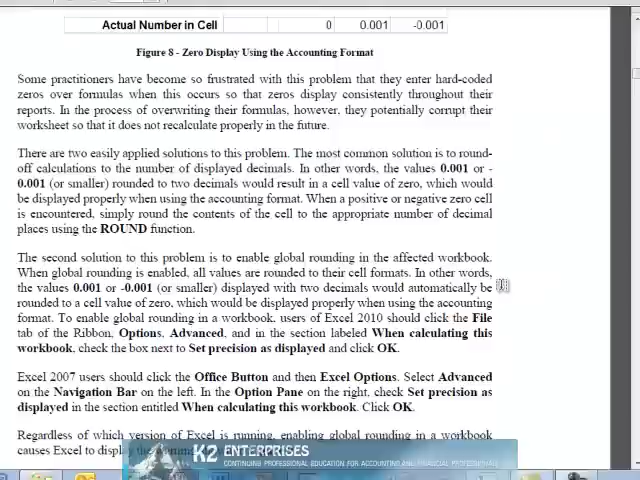 Actual Number in Cell 0 0.001 -0.001
Figure 8 - Zero Display Using the Accounting Format
Some practitioners have become so frustrated with this problem that they enter hard-coded
zeros over formulas when this occurs so that zeros display consistently throughout their
reports. In the process of overwriting their formulas, however, they potentially corrupt their
worksheet so that it does not recalculate properly in the future.
There are two easily applied solutions to this problem. The most common solution is to round-
off calculations to the number of displayed decimals. In other words, the values 0.001 or -
0.001 (or smaller) rounded to two decimals would result in a cell value of zero, which would
be displayed properly when using the accounting format. When a positive or negative zero cell
is encountered, simply round the contents of the cell to the appropriate number of decimal
places using the ROUND function.
The second solution to this problem is to enable global rounding in the affected workbook.
When global rounding is enabled, all values are rounded to their cell formats. In other words,
the values 0.001 or -0.001 (or smaller) displayed with two decimals would automatically be
rounded to a cell value of zero, which would be displayed properly when using the accounting
format. To enable global rounding in a workbook, users of Excel 2010 should click the File
tab of the Ribbon, Options, Advanced, and in the section labeled When calculating this
workbook, check the box next to Set precision as displayed and click OK.
Excel 2007 users should click the Office Button and then Excel Options. Select Advanced
on the Navigation Bar on the left. In the Option Pane on the right, check Set precision as
displayed in the section entitled When calculating this workbook. Click OK.
Regardless of which version of Excel is running, enabling global rounding in a workbook
causes Excel to display the
K2 ENTERPRISES
CONTINUING PROFESSIONAL EDUCATION FOR ACCOUNTING AND FINANCIAL PROFESSIONALS